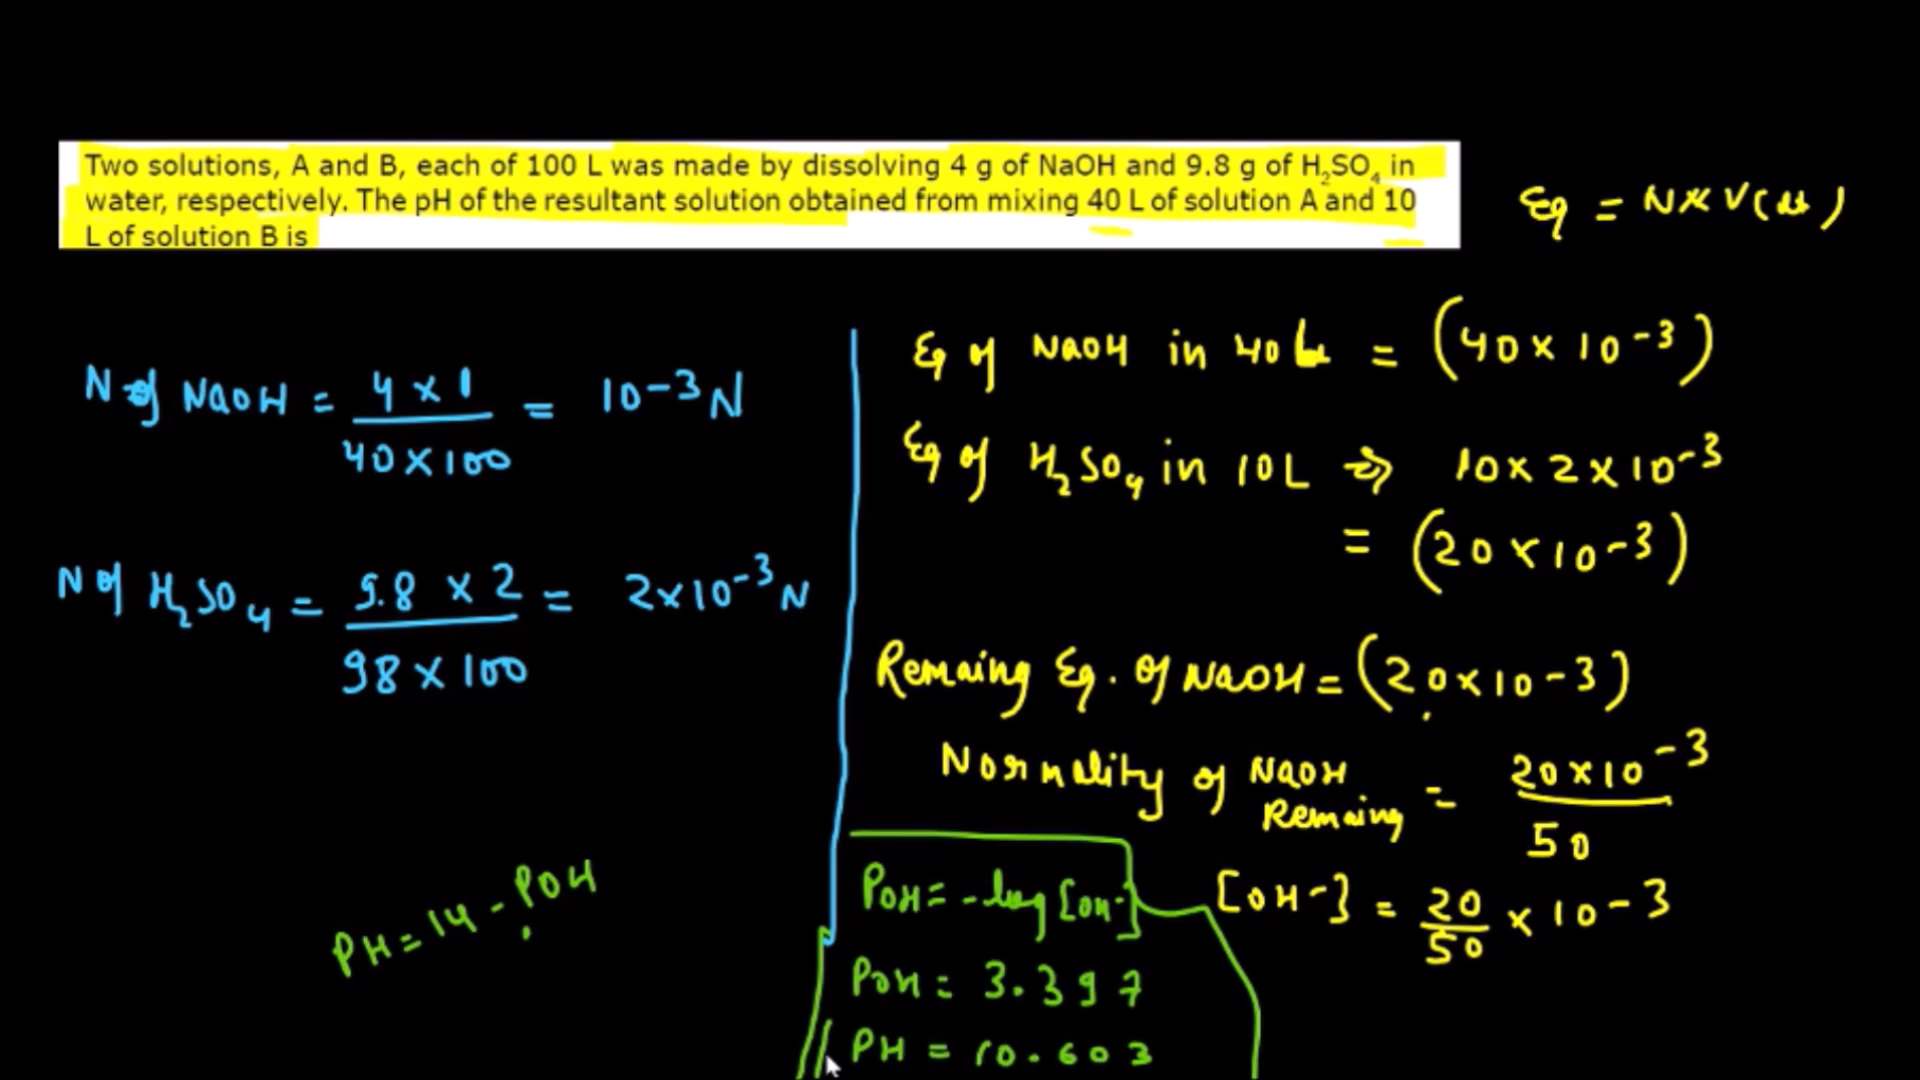 Two solutions, A and B, each of 100 L was made by dissolving 4 g of NaOH and 9.8 g of H₂SO₄ in
water, respectively. The pH of the resultant solution obtained from mixing 40 L of solution A and 10
L of solution B is
Eq = N×V(lt)
N of NaOH = 4 × 1 / 40×100 = 10⁻³ N
N of H₂SO₄ = 9.8 × 2 / 98 × 100 = 2×10⁻³ N
PH = 14 - POH
Eq of NaOH in 40 L = (40× 10⁻³)
Eq of H₂SO₄ in 10L ⇒ 10× 2 × 10⁻³
= (20×10⁻³)
Remaing Eq. of NaOH = (20×10⁻³)
Normality of NaOH Remaing = 20×10⁻³ / 50
[OH⁻] = 20/50 × 10⁻³
POH = -log[OH⁻]
POH = 3.397
PH = 10.603